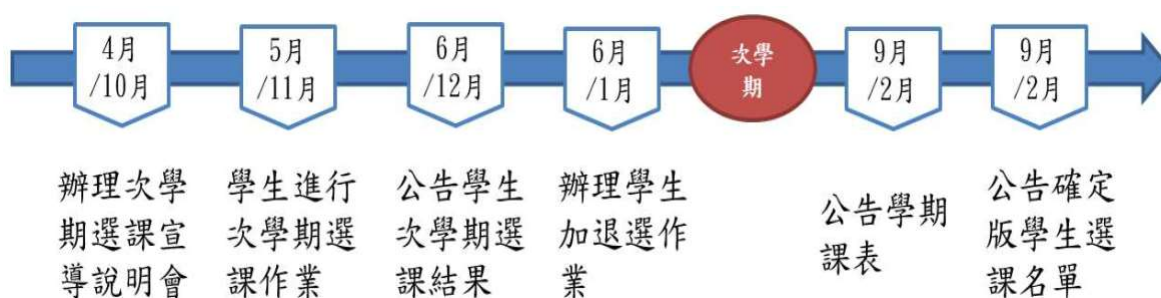 4月
/10月
5月
/11月
6月
/12月
6月
/1月
次學
期
9月
/2月
9月
/2月
辦理次學
期選課宣
導說明會
學生進行
次學期選
課作業
公告學生
次學期選
課結果
辦理學生
加退選作
業
公告學期
課表
公告確定
版學生選
課名單